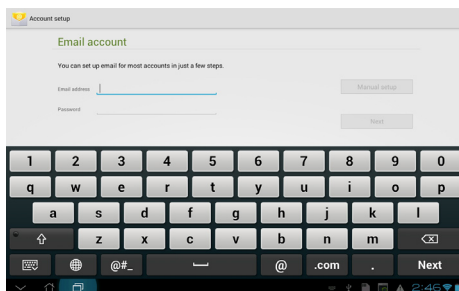 Account setup
Email account
You can set up email for most accounts in just a few steps.
Email address
Manual setup
Password
Next
1 2 3 4 5 6 7 8 9 0
q w e r t y u i o p
a s d f g h j k l
z x c v b n m
@#_ @ .com . Next
2:46